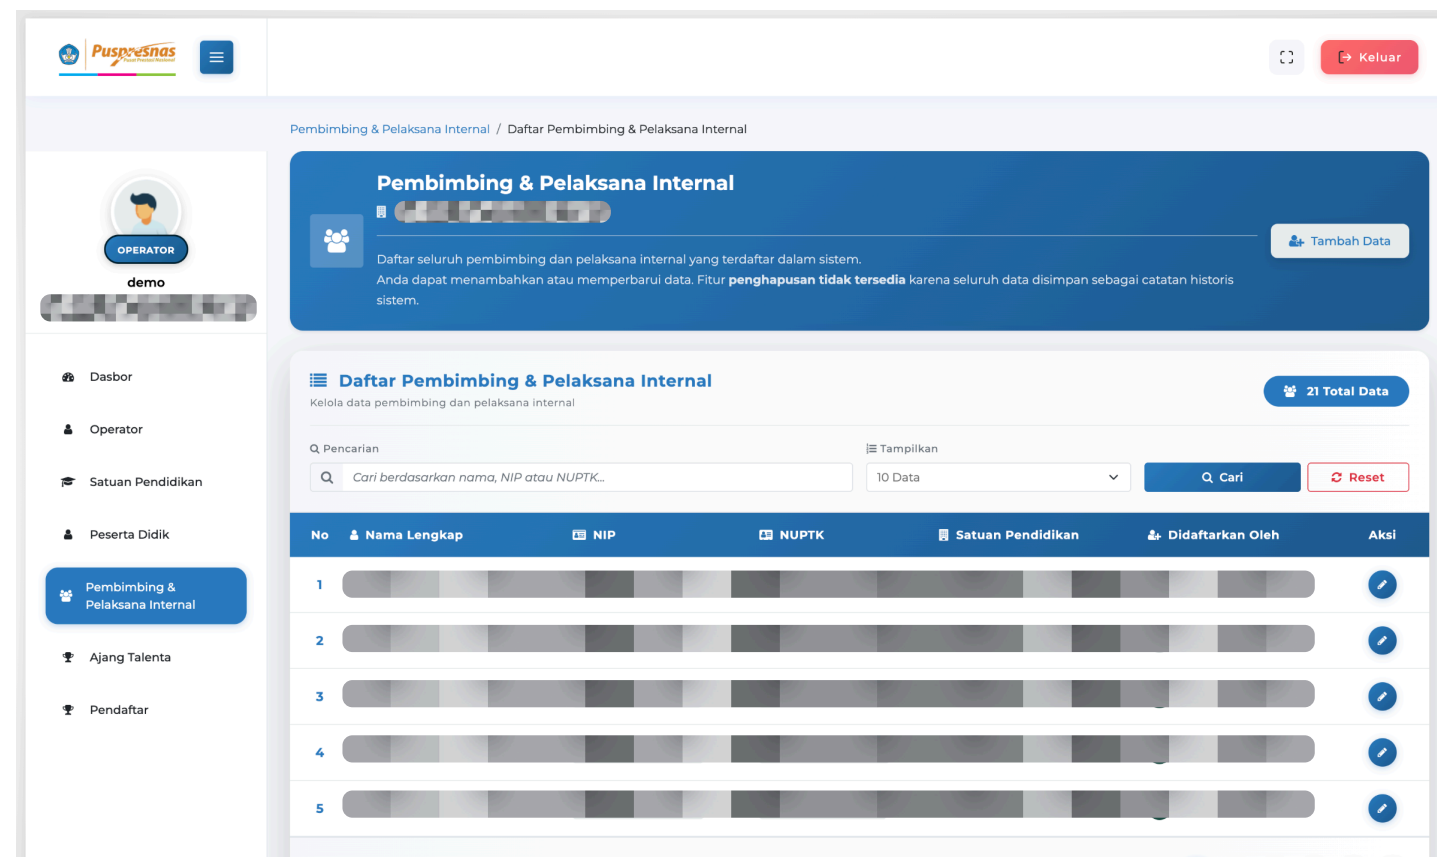 Puspresnas
Pusat Prestasi Nasional
Keluar
Pembimbing & Pelaksana Internal / Daftar Pembimbing & Pelaksana Internal
OPERATOR
demo
Dasbor
Operator
Satuan Pendidikan
Peserta Didik
Pembimbing &
Pelaksana Internal
Ajang Talenta
Pendaftar
Pembimbing & Pelaksana Internal
Daftar seluruh pembimbing dan pelaksana internal yang terdaftar dalam sistem.
Anda dapat menambahkan atau memperbarui data. Fitur penghapusan tidak tersedia karena seluruh data disimpan sebagai catatan historis
sistem.
Tambah Data
Daftar Pembimbing & Pelaksana Internal
Kelola data pembimbing dan pelaksana internal
21 Total Data
Pencarian
Tampilkan
Cari berdasarkan nama, NIP atau NUPTK...
10 Data
Cari
Reset
No Nama Lengkap NIP NUPTK Satuan Pendidikan Didaftarkan Oleh Aksi
1
2
3
4
5